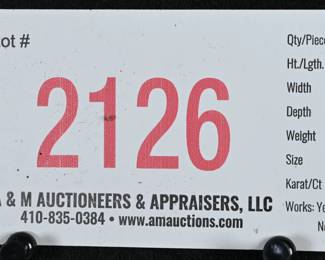 Lot #
2126
A & M AUCTIONEERS & APPRAISERS, LLC
410-835-0384 • www.amauctions.com
Qty/Piece
Ht./Lgth.
Width
Depth
Weight
Size
Karat/Ct
Works: Ye